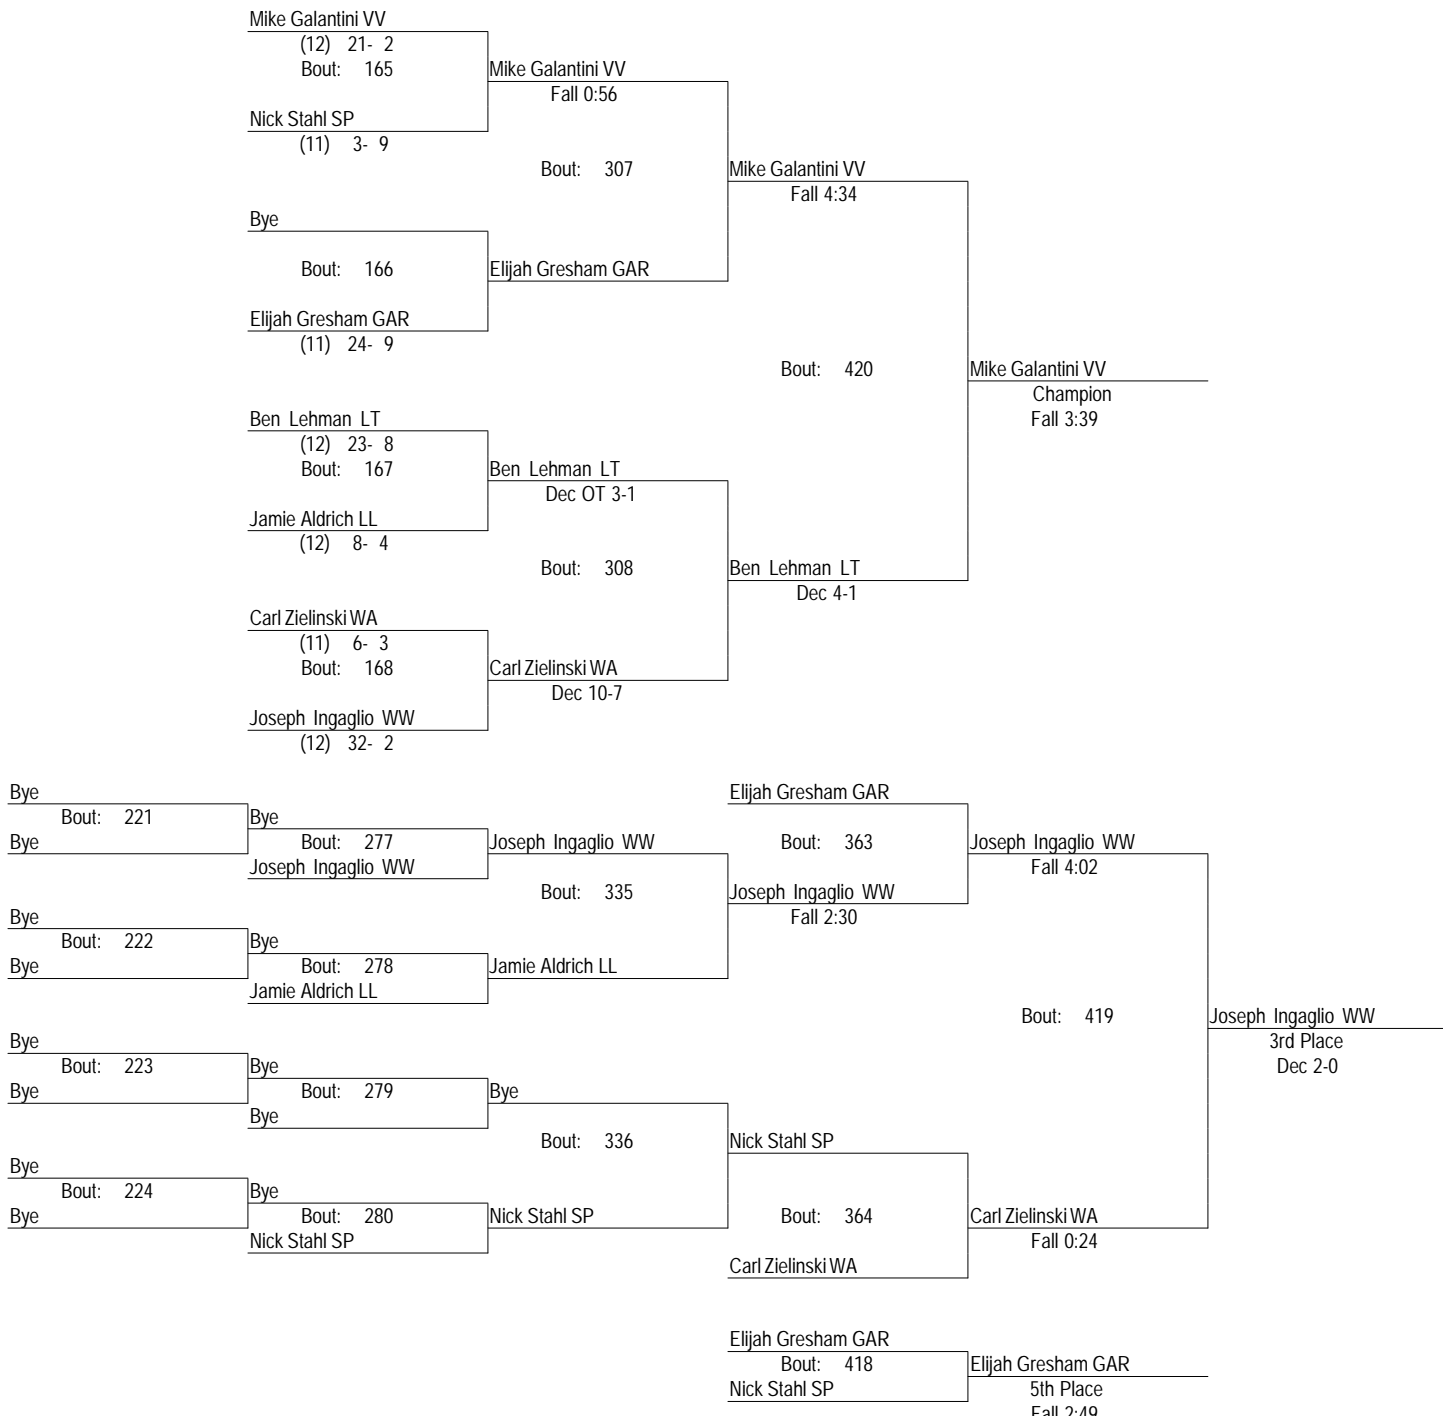 Mike Galantini VV
(12) 21- 2
Bout: 165
Mike Galantini VV
Fall 0:56
Nick Stahl SP
(11) 3- 9
Bout: 307
Mike Galantini VV
Fall 4:34
Bye
Bout: 166
Elijah Gresham GAR
Elijah Gresham GAR
(11) 24- 9
Bout: 420
Mike Galantini VV
Champion
Fall 3:39
Ben Lehman LT
(12) 23- 8
Bout: 167
Ben Lehman LT
Dec OT 3-1
Jamie Aldrich LL
(12) 8- 4
Bout: 308
Ben Lehman LT
Dec 4-1
Carl Zielinski WA
(11) 6- 3
Bout: 168
Carl Zielinski WA
Dec 10-7
Joseph Ingaglio WW
(12) 32- 2
Bye
Bout: 221
Bye
Bye
Bout: 277
Joseph Ingaglio WW
Joseph Ingaglio WW
Elijah Gresham GAR
Bout: 363
Joseph Ingaglio WW
Fall 4:02
Bout: 335
Joseph Ingaglio WW
Fall 2:30
Bye
Bout: 222
Bye
Bye
Bout: 278
Jamie Aldrich LL
Jamie Aldrich LL
Bout: 419
Joseph Ingaglio WW
3rd Place
Dec 2-0
Bye
Bout: 223
Bye
Bye
Bout: 279
Bye
Bye
Bout: 336
Nick Stahl SP
Bye
Bout: 224
Bye
Bye
Bout: 280
Nick Stahl SP
Nick Stahl SP
Bout: 364
Carl Zielinski WA
Fall 0:24
Carl Zielinski WA
Elijah Gresham GAR
Bout: 418
Elijah Gresham GAR
Nick Stahl SP
5th Place
Fall 2:49